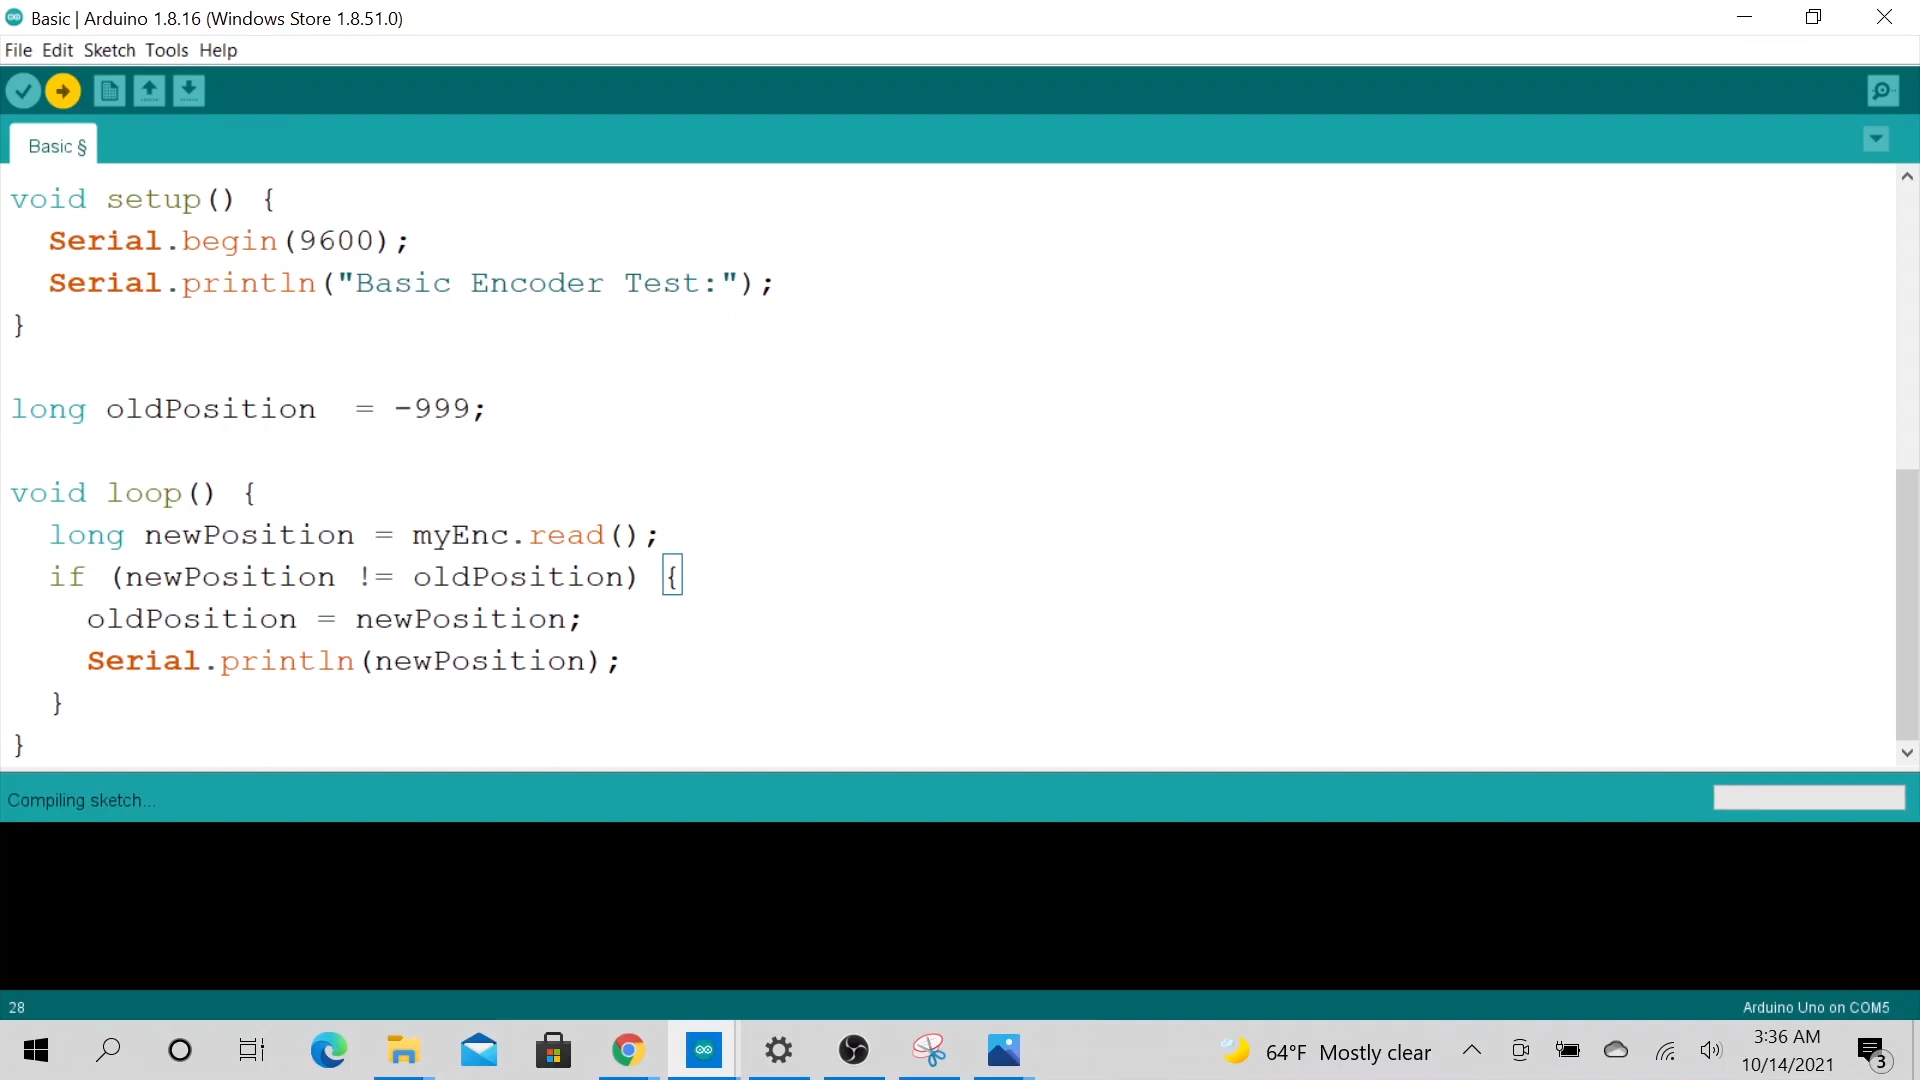 Basic | Arduino 1.8.16 (Windows Store 1.8.51.0)
File Edit Sketch Tools Help
Basic §
void setup() {
  Serial.begin(9600);
  Serial.println("Basic Encoder Test:");
}
long oldPosition  = -999;
void loop() {
  long newPosition = myEnc.read();
  if (newPosition != oldPosition) {
    oldPosition = newPosition;
    Serial.println(newPosition);
  }
}
Compiling sketch...
28
Arduino Uno on COM5
64°F Mostly clear
3:36 AM
10/14/2021
3